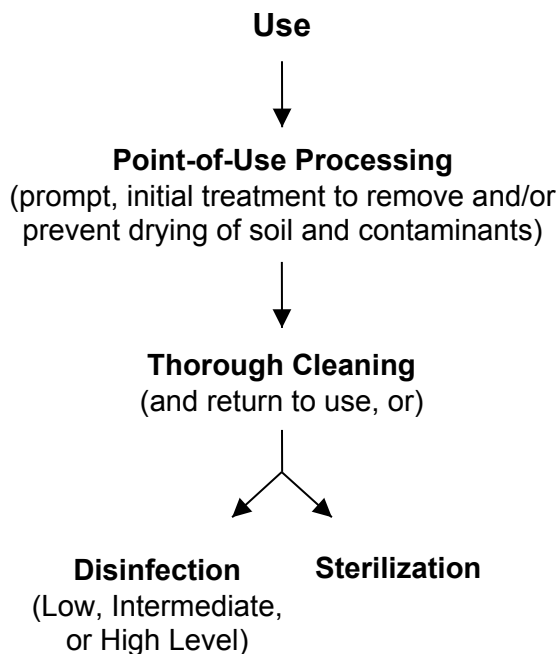 Use
Point-of-Use Processing
(prompt, initial treatment to remove and/or
prevent drying of soil and contaminants)
Thorough Cleaning
(and return to use, or)
Disinfection
(Low, Intermediate,
or High Level)
Sterilization